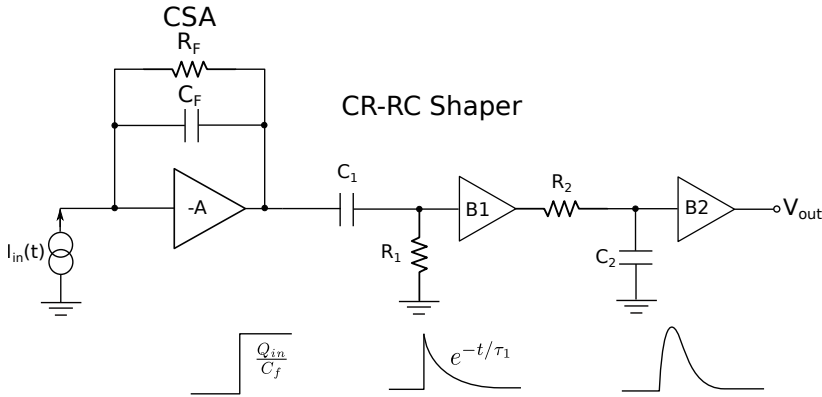 CSA
R_F
C_F
CR-RC Shaper
C_1
R_2
-A
B1
B2
V_out
I_in(t)
R_1
C_2
Q_in/C_f
e^{-t/τ_1}